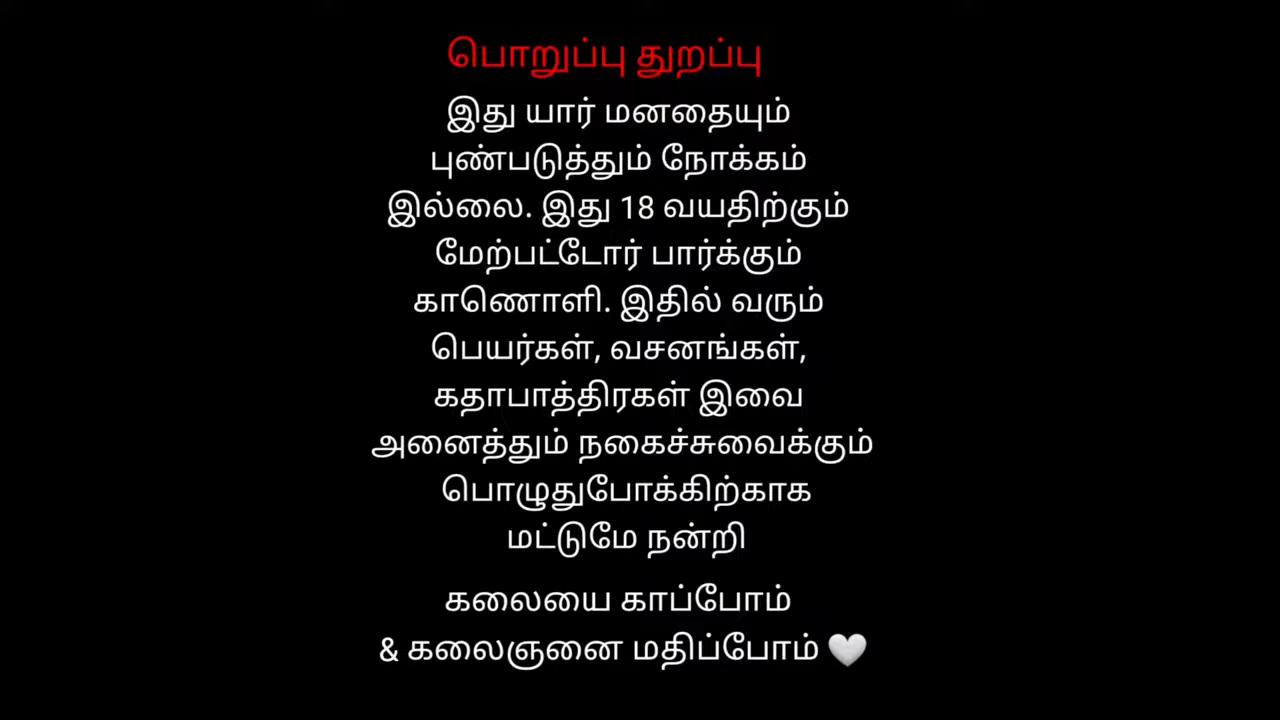 பொறுப்பு துறப்பு
இது யார் மனதையும்
புண்படுத்தும் நோக்கம்
இல்லை. இது 18 வயதிற்கும்
மேற்பட்டோர் பார்க்கும்
காணொளி. இதில் வரும்
பெயர்கள், வசனங்கள்,
கதாபாத்திரகள் இவை
அனைத்தும் நகைச்சுவைக்கும்
பொழுதுபோக்கிற்காக
மட்டுமே நன்றி
கலையை காப்போம்
& கலைஞனை மதிப்போம் 🤍